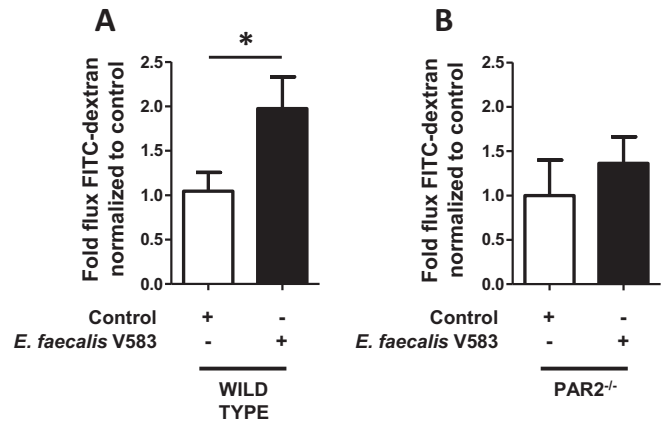 A
Fold flux FITC-dextran
normalized to control
2.5
2.0
1.5
1.0
0.5
0.0
*
Control + -
E. faecalis V583 - +
WILD
TYPE
B
Fold flux FITC-dextran
normalized to control
2.5
2.0
1.5
1.0
0.5
0.0
Control + -
E. faecalis V583 - +
PAR2-/-